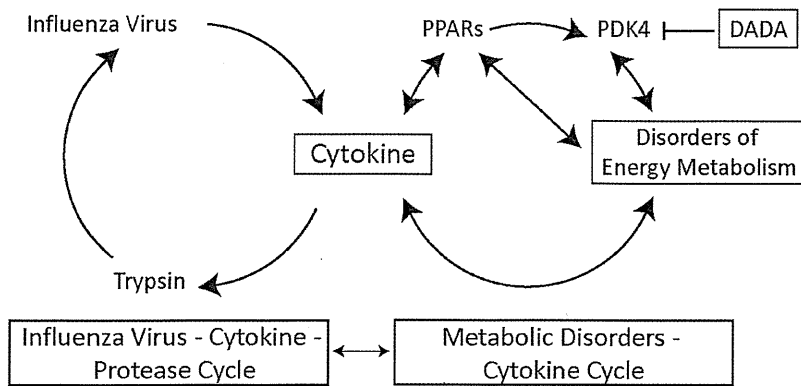 Influenza Virus
PPARs
PDK4
DADA
Cytokine
Disorders of
Energy Metabolism
Trypsin
Influenza Virus - Cytokine -
Protease Cycle
Metabolic Disorders -
Cytokine Cycle